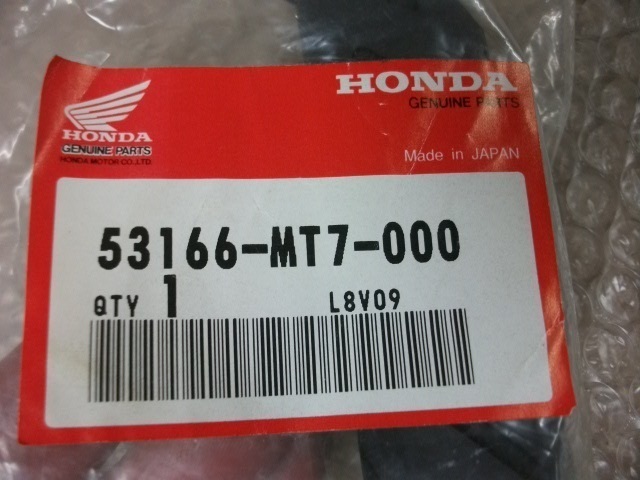 HONDA
GENUINE PARTS
HONDA MOTOR CO.,LTD
HONDA
GENUINE PARTS
Made in JAPAN
53166-MT7-000
QTY 1 L8V09